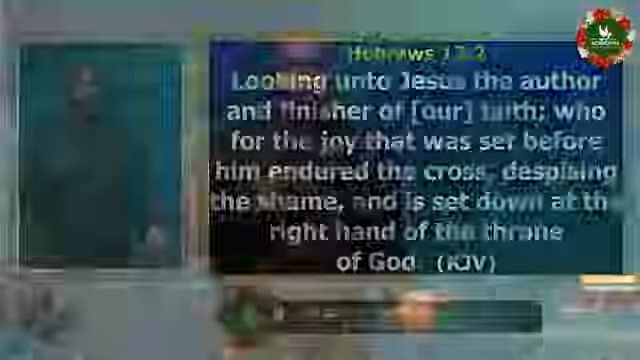 Hebrews 12:2
Looking unto Jesus the author
and finisher of [our] faith; who
for the joy that was set before
him endured the cross, despising
the shame, and is set down at the
right hand of the throne
of God. (KJV)